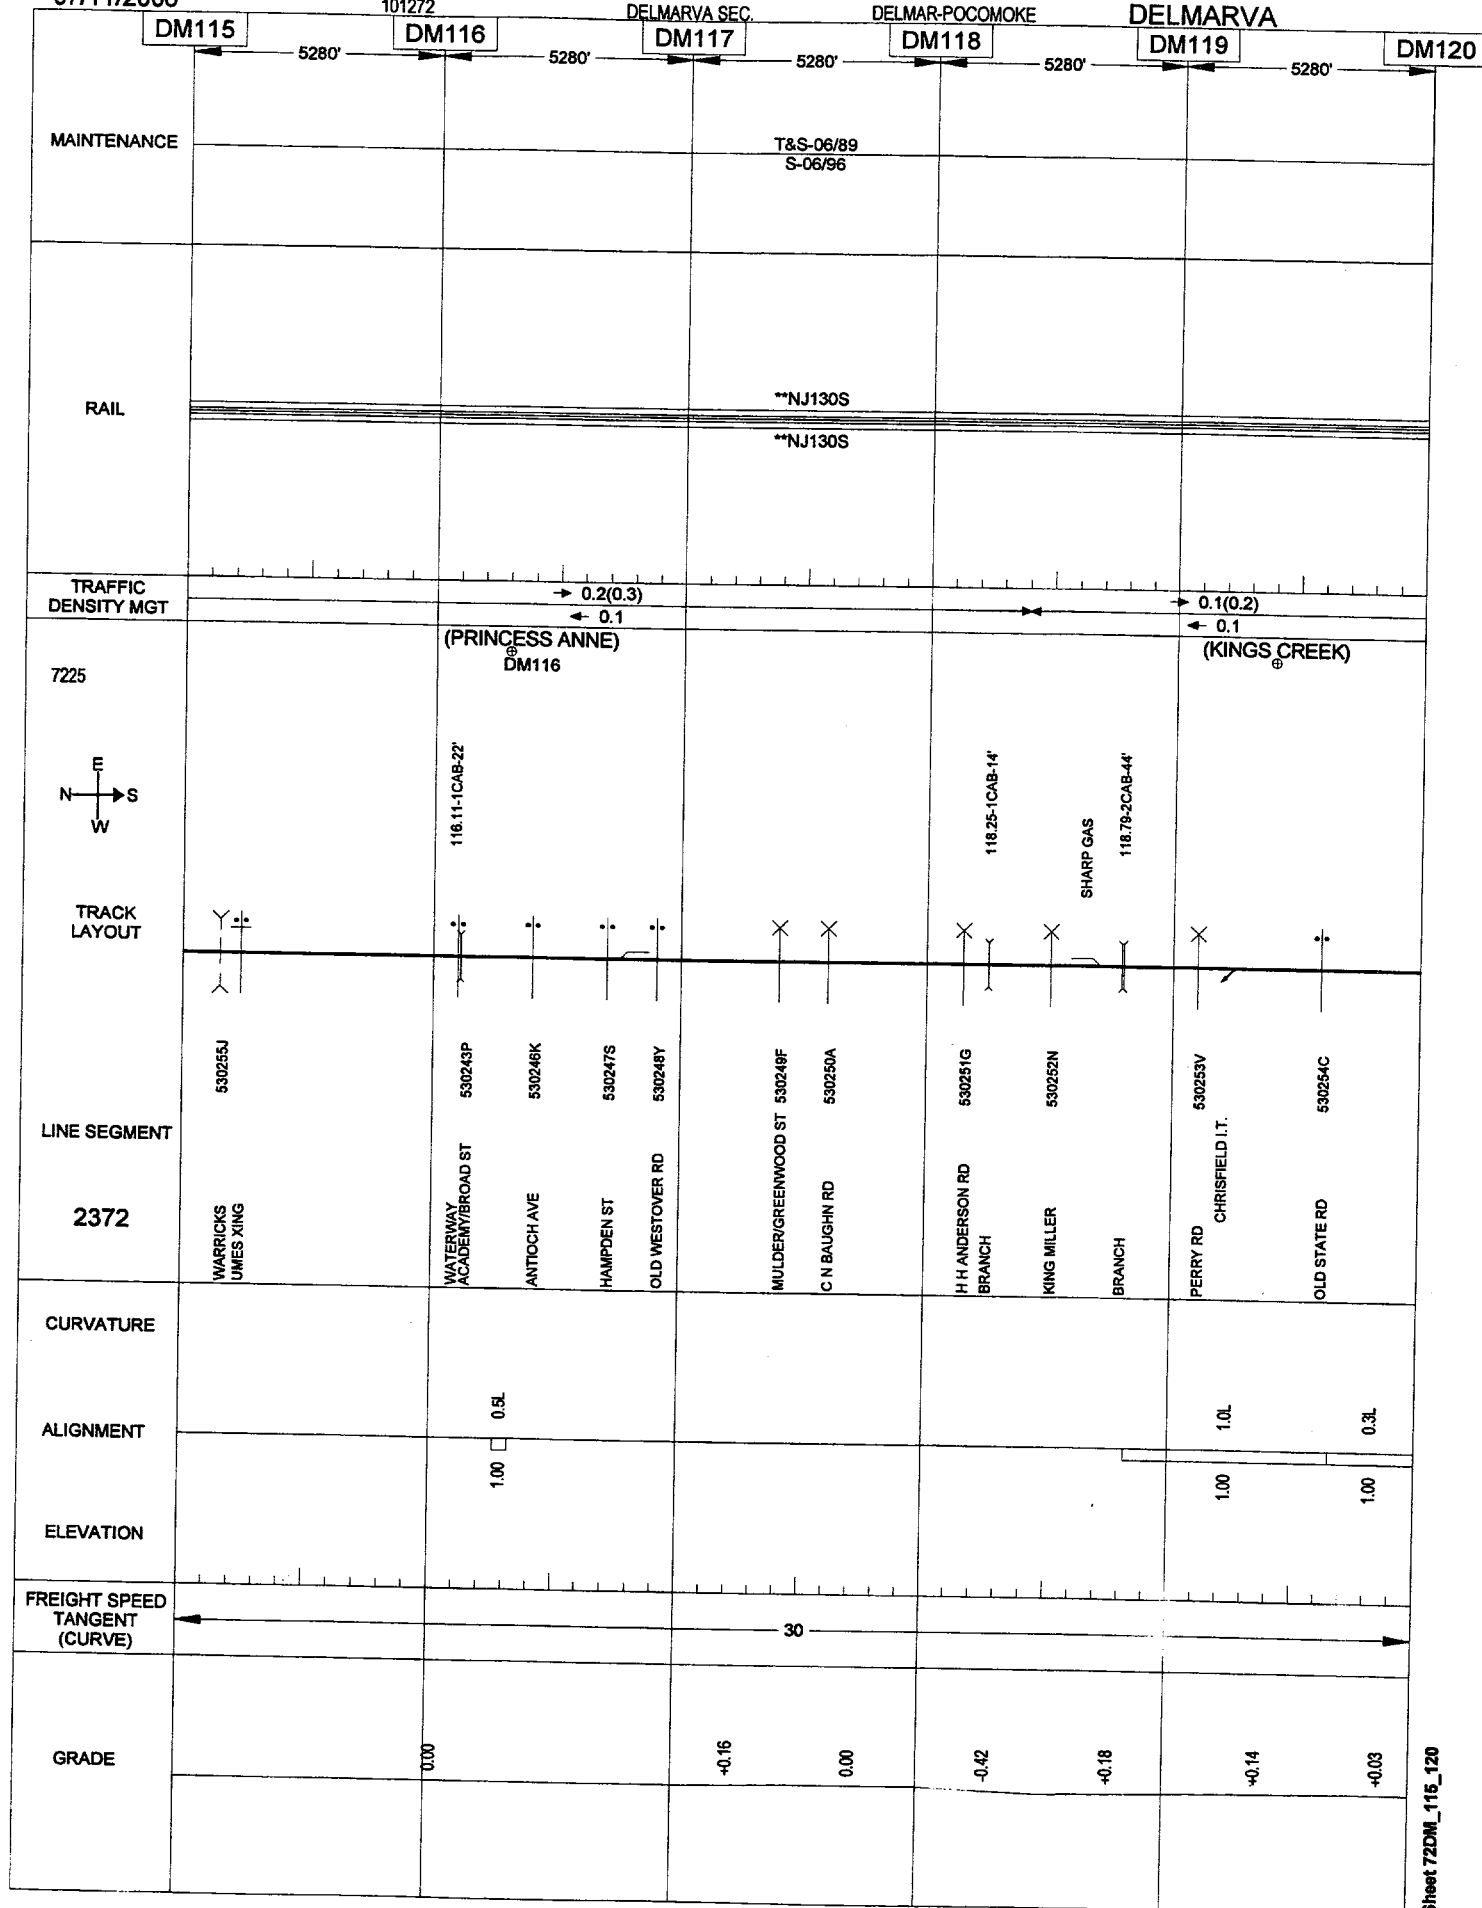 101272
DELMARVA SEC.
DELMAR-POCOMOKE
DELMARVA
DM115
DM116
DM117
DM118
DM119
DM120
5280'
5280'
5280'
5280'
5280'
MAINTENANCE
T&S-06/89
S-06/96
RAIL
**NJ130S
**NJ130S
TRAFFIC
DENSITY MGT
0.2(0.3)
0.1
0.1(0.2)
0.1
(PRINCESS ANNE)
DM116
(KINGS CREEK)
7225
E
N S
W
116.11-1CAB-22'
118.25-1CAB-14'
SHARP GAS
118.79-2CAB-44'
TRACK
LAYOUT
530255J
530243P
530246K
530247S
530248Y
530249F
530250A
530251G
530252N
530253V
530254C
LINE SEGMENT
2372
WARRICKS
UMES XING
WATERWAY
ACADEMY/BROAD ST
ANTIOCH AVE
HAMPDEN ST
OLD WESTOVER RD
MULDER/GREENWOOD ST
C N BAUGHN RD
H H ANDERSON RD
BRANCH
KING MILLER
BRANCH
PERRY RD
CHRISFIELD I.T.
OLD STATE RD
CURVATURE
ALIGNMENT
0.5L
1.0L
0.3L
1.00
1.00
1.00
ELEVATION
FREIGHT SPEED
TANGENT
(CURVE)
30
GRADE
0.00
+0.16
0.00
-0.42
+0.18
+0.14
+0.03
Sheet 72DM_115_120